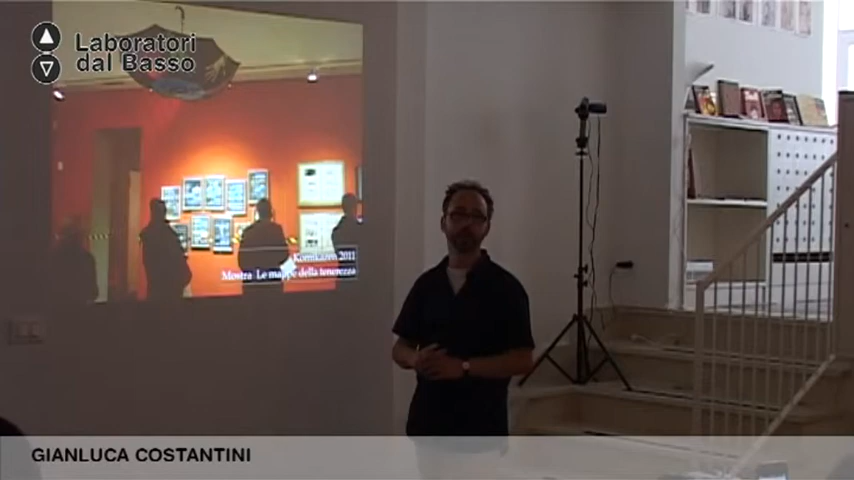 Laboratori
dal Basso
Komikazen 2011
Mostra Le mappe della tenerezza
GIANLUCA COSTANTINI